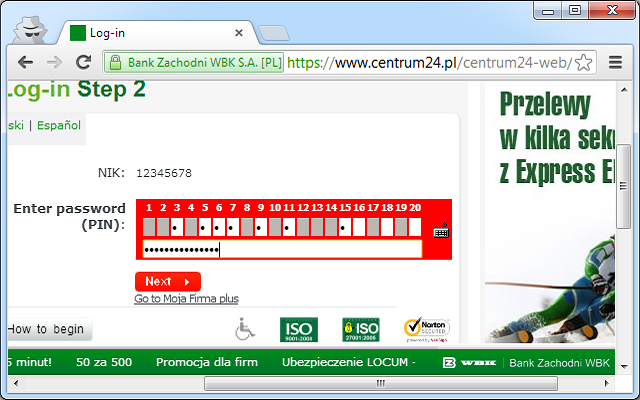 Log-in
Bank Zachodni WBK S.A. [PL] https://www.centrum24.pl/centrum24-web/
Log-in Step 2
ski | Español
NIK: 12345678
Enter password (PIN):
1 2 3 4 5 6 7 8 9 10 11 12 13 14 15 16 17 18 19 20
Next
Go to Moja Firma plus
How to begin
ISO
9001:2008
ISO
27001:2005
Norton
SECURED
powered by VeriSign
Przelewy
w kilka sek
z Express El
5 minut! 50 za 500 Promocja dla firm Ubezpieczenie LOCUM - WBK | Bank Zachodni WBK